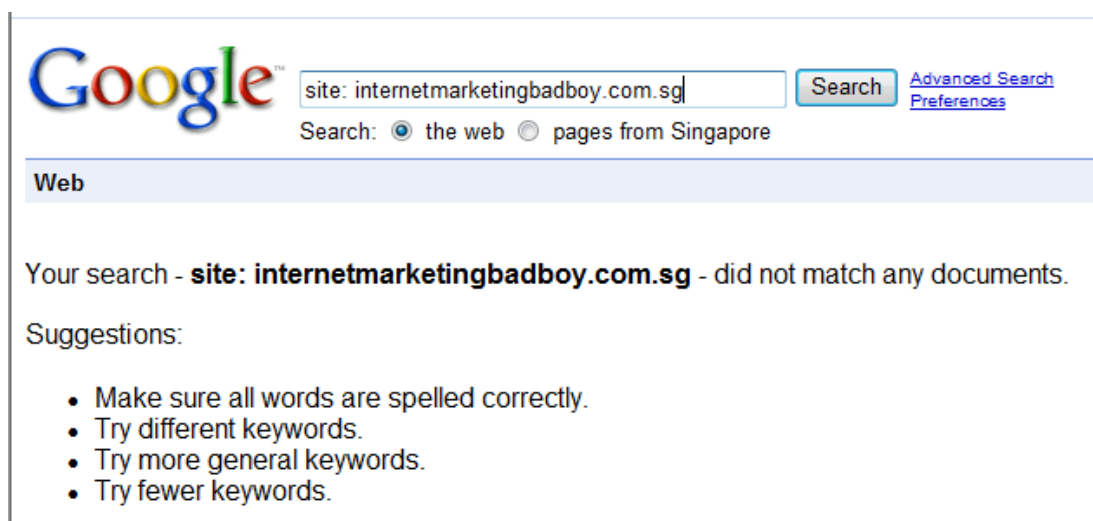 Google™
site: internetmarketingbadboy.com.sg
Search
Advanced Search
Preferences
Search: the web pages from Singapore
Web
Your search - site: internetmarketingbadboy.com.sg - did not match any documents.
Suggestions:
• Make sure all words are spelled correctly.
• Try different keywords.
• Try more general keywords.
• Try fewer keywords.